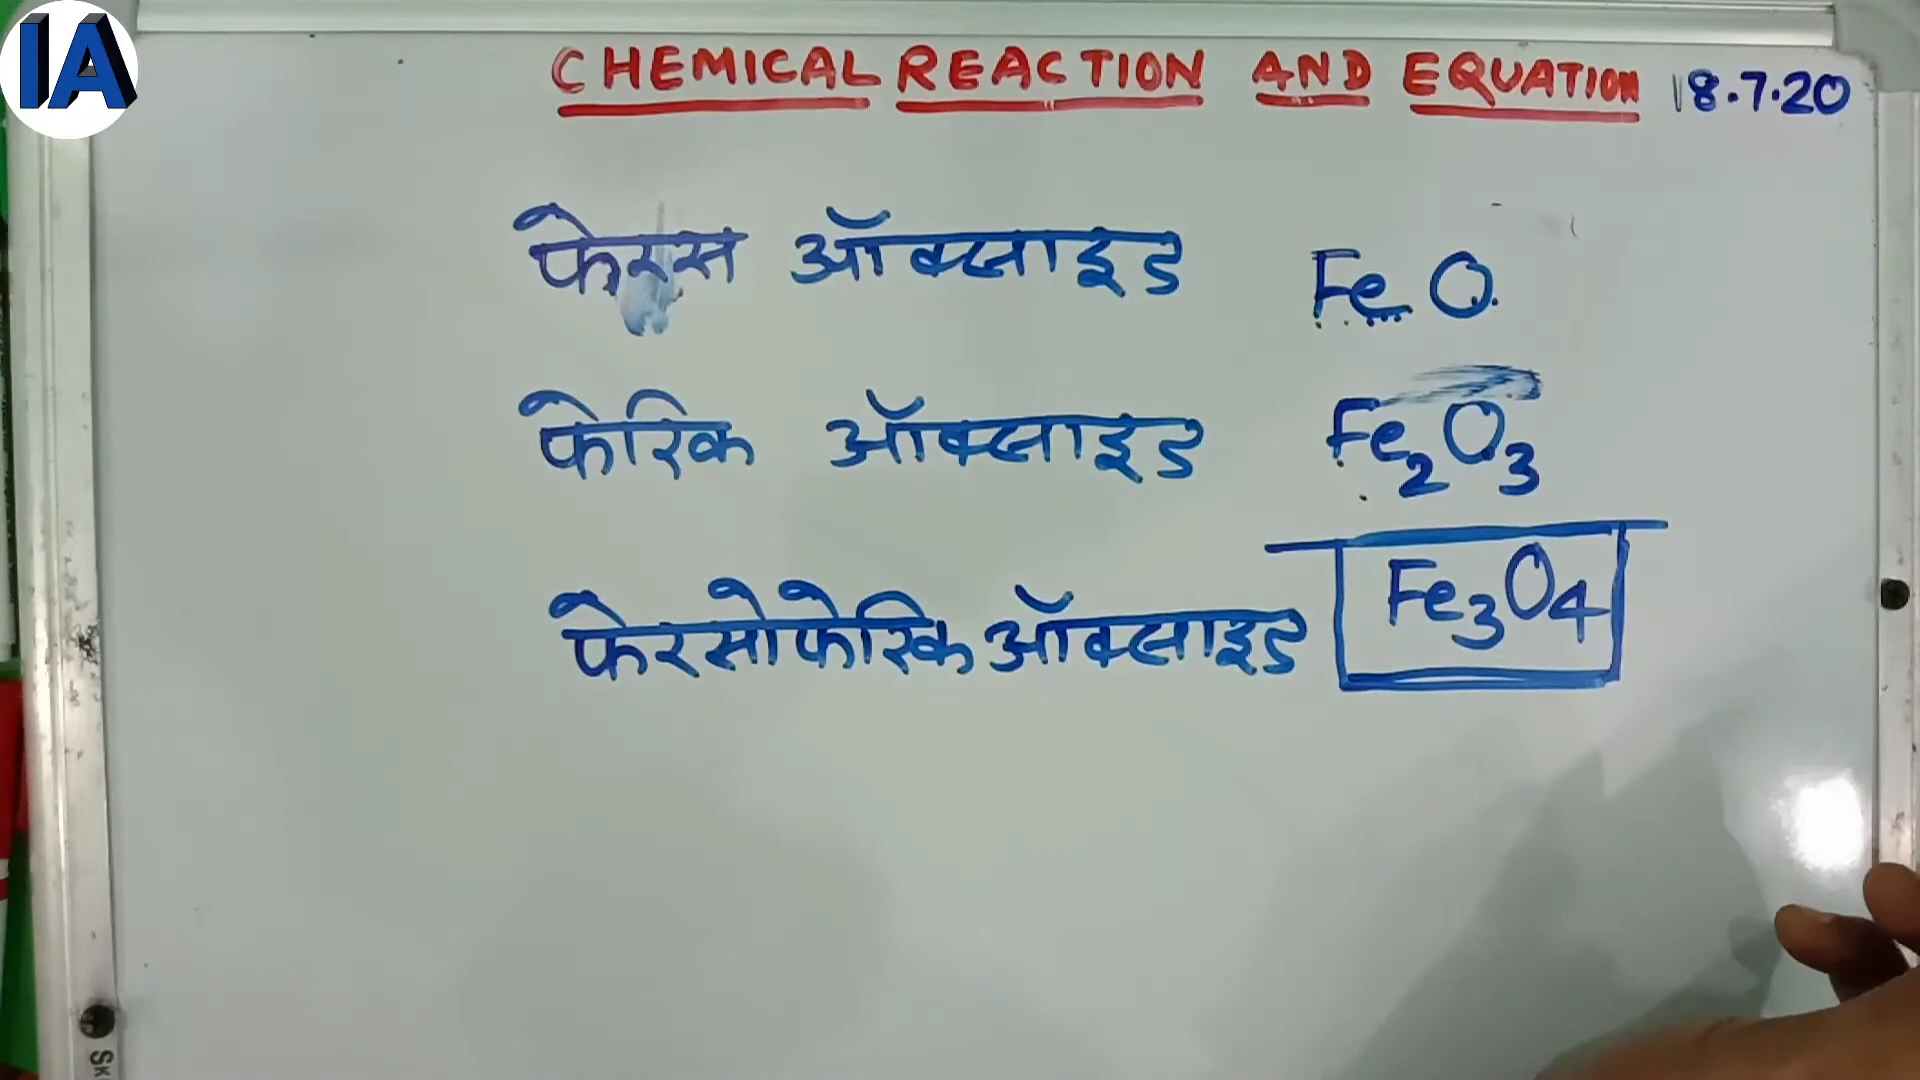 IA
CHEMICAL REACTION AND EQUATION 18.7.20
फेरस ऑक्साइड FeO
फेरिक ऑक्साइड Fe₂O₃
फेरसोफेरिक ऑक्साइड Fe₃O₄
SK